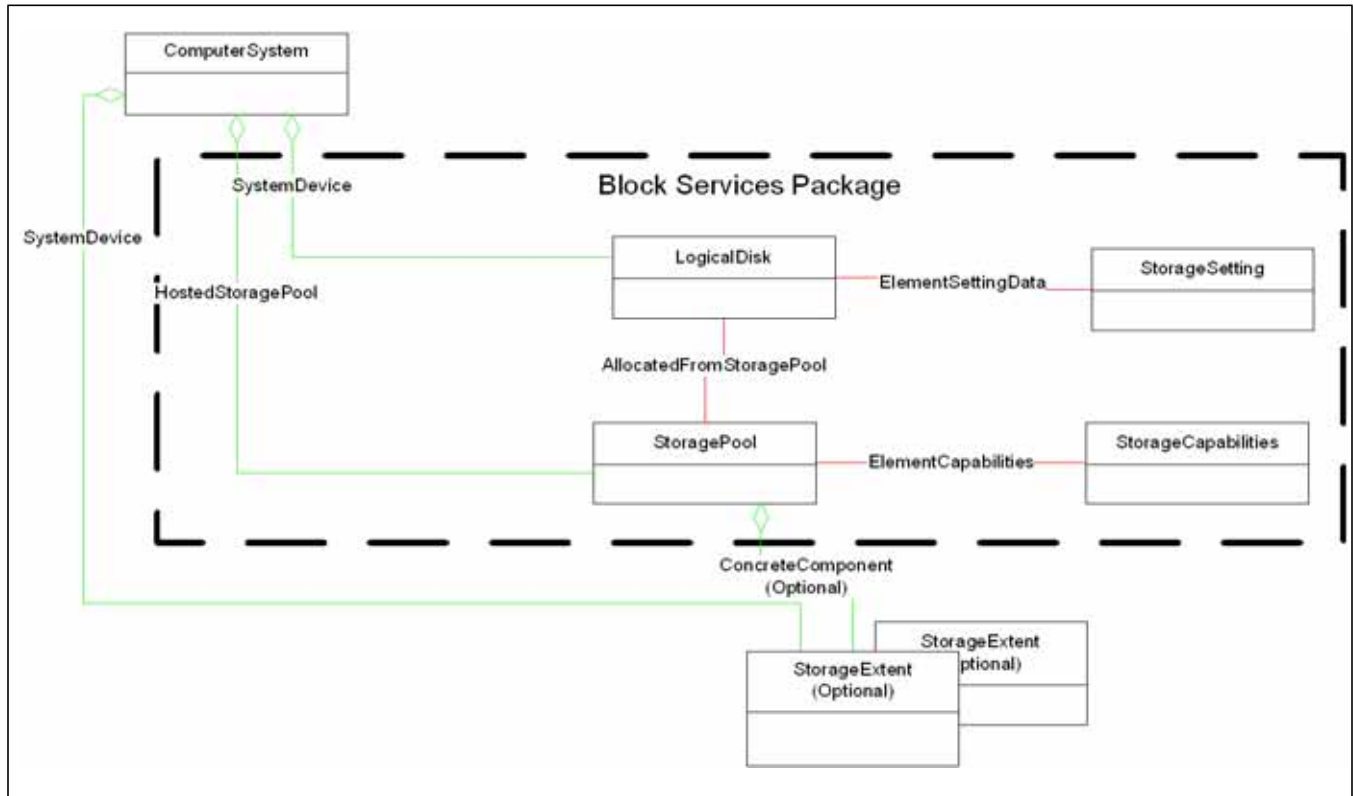 ComputerSystem
SystemDevice
Block Services Package
SystemDevice
LogicalDisk
StorageSetting
ElementSettingData
HostedStoragePool
AllocatedFromStoragePool
StoragePool
StorageCapabilities
ElementCapabilities
ConcreteComponent
(Optional)
StorageExtent
ptional)
StorageExtent
(Optional)